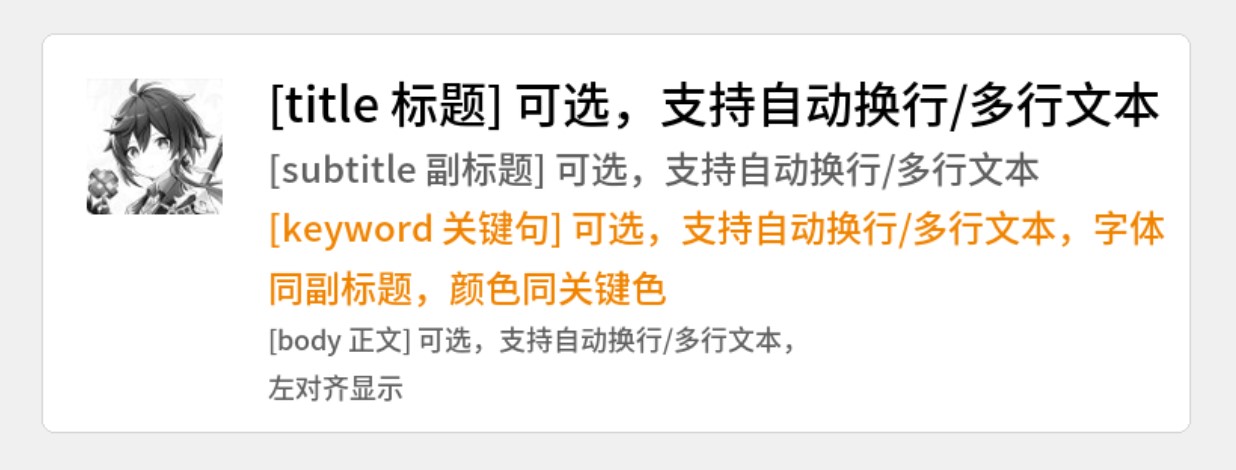 [title 标题] 可选，支持自动换行/多行文本
[subtitle 副标题] 可选，支持自动换行/多行文本
[keyword 关键句] 可选，支持自动换行/多行文本，字体
同副标题，颜色同关键色
[body 正文] 可选，支持自动换行/多行文本，
左对齐显示